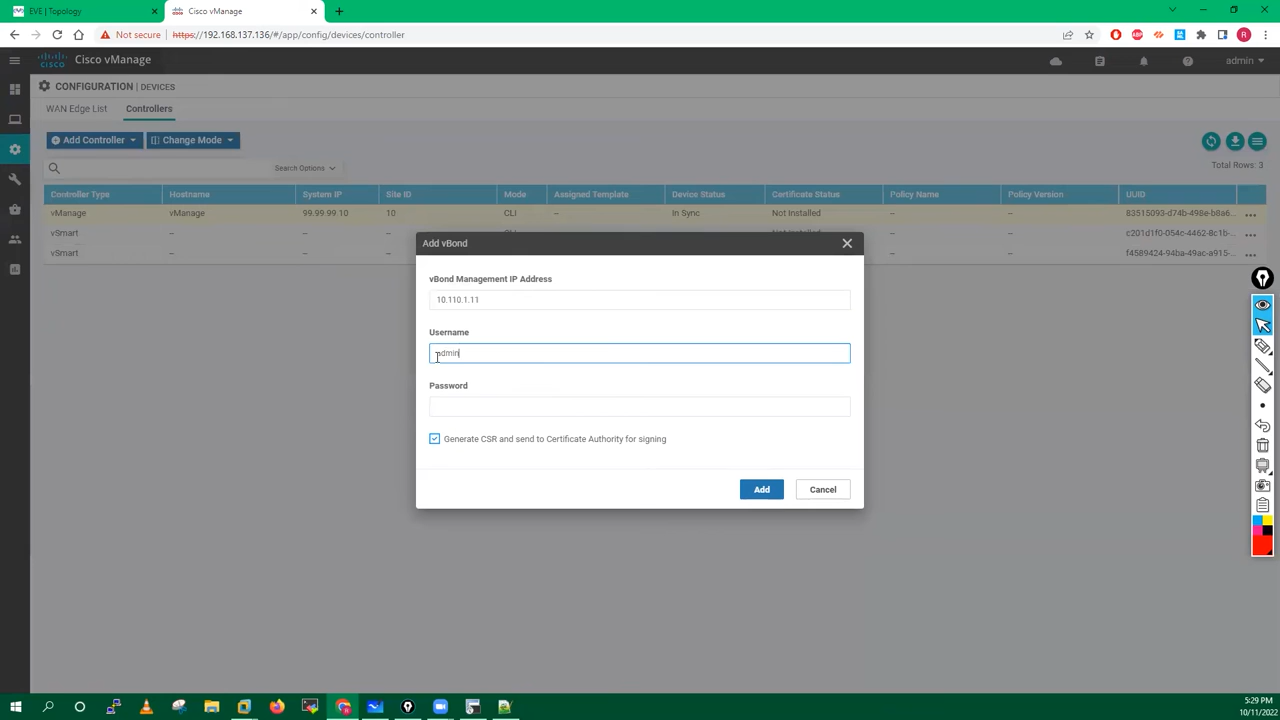 EVE | Topology
Cisco vManage
Not secure
https://192.168.137.136/#/app/config/devices/controller
CISCO
Cisco vManage
admin
CONFIGURATION | DEVICES
WAN Edge List
Controllers
Add Controller
Change Mode
Search Options
Total Rows: 3
Controller Type Hostname System IP Site ID Mode Assigned Template Device Status Certificate Status Policy Name Policy Version UUID
vManage vManage 99.99.99 10 10 CLI -- In Sync Not Installed -- -- 83515093-d74b-498e-b8a6...
vSmart -- -- -- -- -- c201d1f0-054c-4462-8c1b-...
vSmart -- -- -- -- -- f4589424-94ba-49ac-a915-...
Add vBond
vBond Management IP Address
10.110.1.11
Username
admin
Password
Generate CSR and send to Certificate Authority for signing
Add
Cancel
5:29 PM
10/11/2022